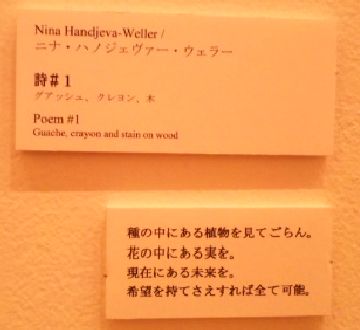 Nina Handjeva-Weller /
ニナ・ハノジェヴァー・ウェラー
詩＃1
グアッシュ、クレヨン、木
Poem #1
Guache, crayon and stain on wood
種の中にある植物を見てごらん。
花の中にある実を。
現在にある未来を。
希望を持てさえすれば全て可能。